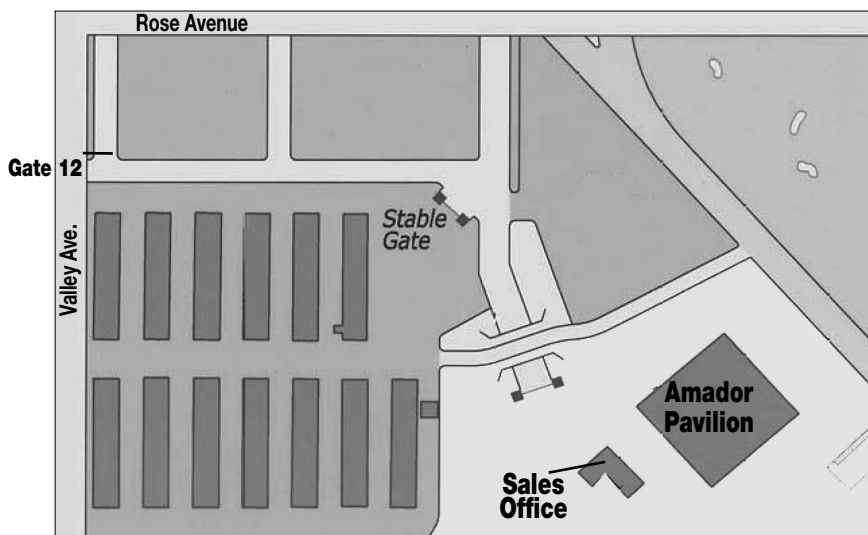 Rose Avenue
Gate 12
Valley Ave.
Stable
Gate
Amador
Pavilion
Sales
Office